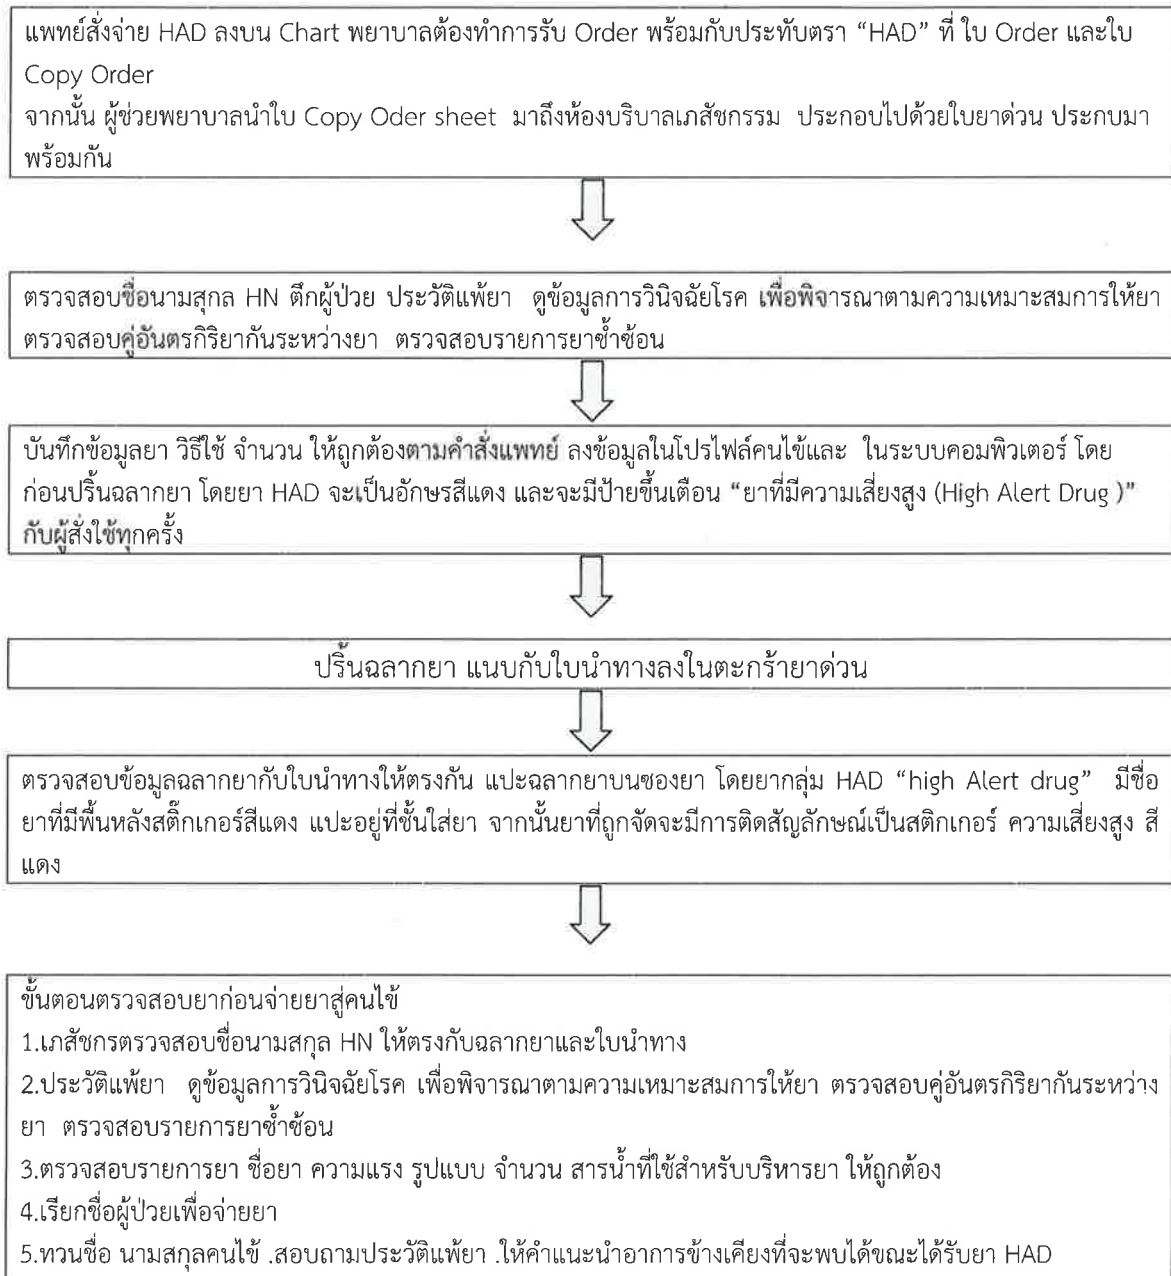 แพทย์สั่งจ่าย HAD ลงบน Chart พยาบาลต้องทำการรับ Order พร้อมกับประทับตรา “HAD” ที่ ใบ Order และใบ
Copy Order
จากนั้น ผู้ช่วยพยาบาลนำใบ Copy Oder sheet มาถึงห้องบริบาลเภสัชกรรม ประกอบไปด้วยใบยาด่วน ประกบมา
พร้อมกัน
ตรวจสอบชื่อนามสุกล HN ตึกผู้ป่วย ประวัติแพ้ยา ดูข้อมูลการวินิจฉัยโรค เพื่อพิจารณาตามความเหมาะสมการให้ยา
ตรวจสอบคู่อันตรกิริยากันระหว่างยา ตรวจสอบรายการยาซ้ำซ้อน
บันทึกข้อมูลยา วิธีใช้ จำนวน ให้ถูกต้องตามคำสั่งแพทย์ ลงข้อมูลในโปรไฟล์คนไข้และ ในระบบคอมพิวเตอร์ โดย
ก่อนปริ้นฉลากยา โดยยา HAD จะเป็นอักษรสีแดง และจะมีป้ายขึ้นเตือน “ยาที่มีความเสี่ยงสูง (High Alert Drug )”
กับผู้สั่งใช้ทุกครั้ง
ปริ้นฉลากยา แนบกับใบนำทางลงในตะกร้ายาด่วน
ตรวจสอบข้อมูลฉลากยากับใบนำทางให้ตรงกัน แปะฉลากยาบนซองยา โดยยากลุ่ม HAD “high Alert drug” มีชื่อ
ยาที่มีพื้นหลังสติ๊กเกอร์สีแดง แปะอยู่ที่ชั้นใส่ยา จากนั้นยาที่ถูกจัดจะมีการติดสัญลักษณ์เป็นสติกเกอร์ ความเสี่ยงสูง สี
แดง
ขั้นตอนตรวจสอบยาก่อนจ่ายยาสู่คนไข้
1.เภสัชกรตรวจสอบชื่อนามสกุล HN ให้ตรงกับฉลากยาและใบนำทาง
2.ประวัติแพ้ยา ดูข้อมูลการวินิจฉัยโรค เพื่อพิจารณาตามความเหมาะสมการให้ยา ตรวจสอบคู่อันตรกิริยากันระหว่าง
ยา ตรวจสอบรายการยาซ้ำซ้อน
3.ตรวจสอบรายการยา ชื่อยา ความแรง รูปแบบ จำนวน สารน้ำที่ใช้สำหรับบริหารยา ให้ถูกต้อง
4.เรียกชื่อผู้ป่วยเพื่อจ่ายยา
5.ทวนชื่อ นามสกุลคนไข้ .สอบถามประวัติแพ้ยา .ให้คำแนะนำอาการข้างเคียงที่จะพบได้ขณะได้รับยา HAD